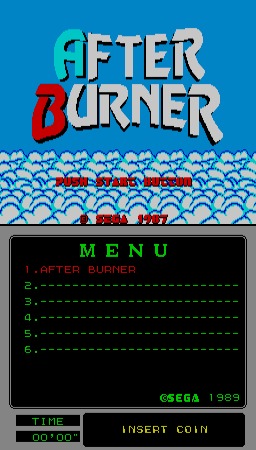 AFTER
BURNER
PUSH START BUTTON
© SEGA 1987
MENU
1.AFTER BURNER
2.--------------------------
3.--------------------------
4.--------------------------
5.--------------------------
6.--------------------------
©SEGA 1989
TIME
00'00"
INSERT COIN